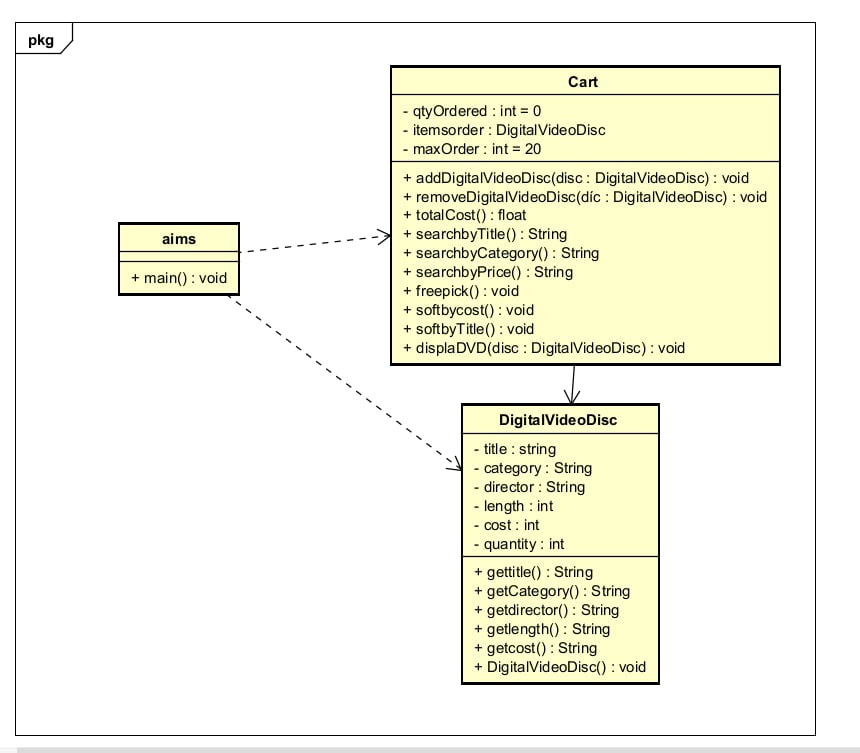 pkg
Cart
- qtyOrdered : int = 0
- itemsorder : DigitalVideoDisc
- maxOrder : int = 20
+ addDigitalVideoDisc(disc : DigitalVideoDisc) : void
+ removeDigitalVideoDisc(díc : DigitalVideoDisc) : void
+ totalCost() : float
+ searchbyTitle() : String
+ searchbyCategory() : String
+ searchbyPrice() : String
+ freepick() : void
+ softbycost() : void
+ softbyTitle() : void
+ displaDVD(disc : DigitalVideoDisc) : void
aims
+ main() : void
DigitalVideoDisc
- title : string
- category : String
- director : String
- length : int
- cost : int
- quantity : int
+ gettitle() : String
+ getCategory() : String
+ getdirector() : String
+ getlength() : String
+ getcost() : String
+ DigitalVideoDisc() : void